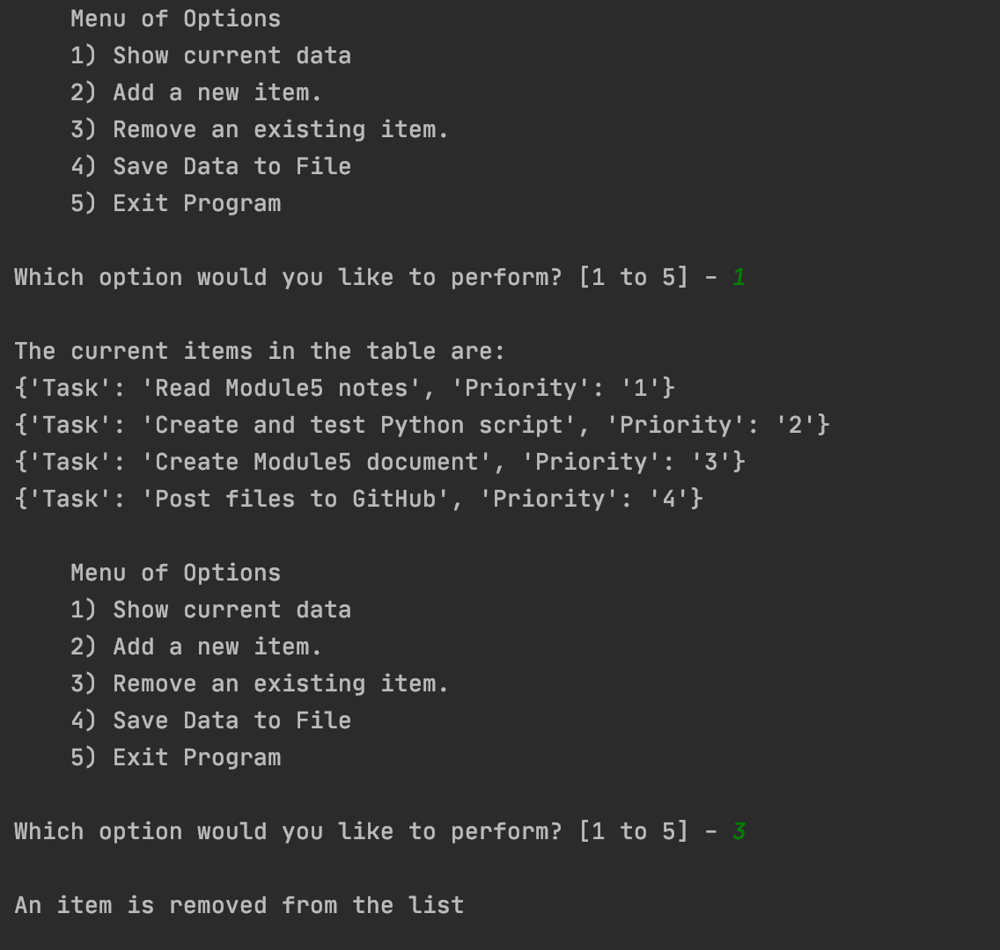 Menu of Options
1) Show current data
2) Add a new item.
3) Remove an existing item.
4) Save Data to File
5) Exit Program
Which option would you like to perform? [1 to 5] - 1
The current items in the table are:
{'Task': 'Read Module5 notes', 'Priority': '1'}
{'Task': 'Create and test Python script', 'Priority': '2'}
{'Task': 'Create Module5 document', 'Priority': '3'}
{'Task': 'Post files to GitHub', 'Priority': '4'}
Menu of Options
1) Show current data
2) Add a new item.
3) Remove an existing item.
4) Save Data to File
5) Exit Program
Which option would you like to perform? [1 to 5] - 3
An item is removed from the list